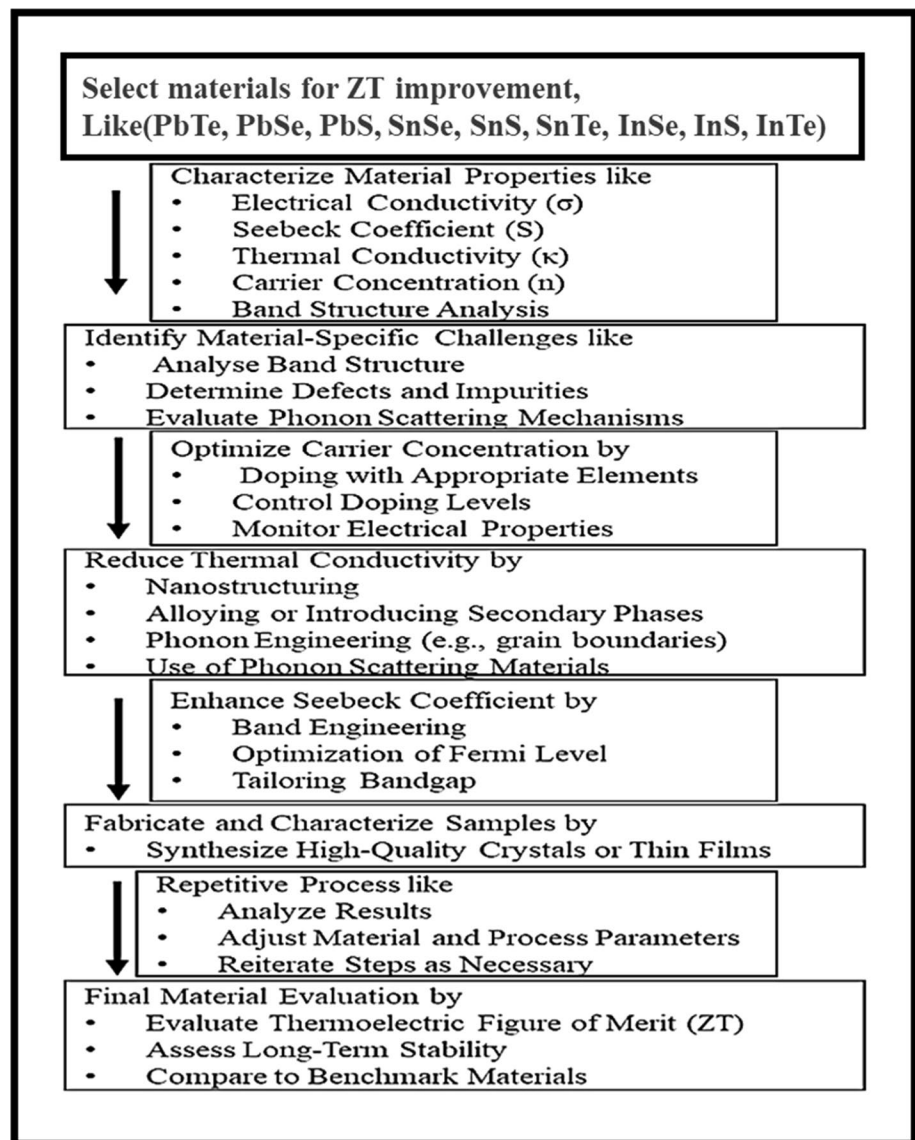 Select materials for ZT improvement,
Like(PbTe, PbSe, PbS, SnSe, SnS, SnTe, InSe, InS, InTe)
Characterize Material Properties like
• Electrical Conductivity (σ)
• Seebeck Coefficient (S)
• Thermal Conductivity (κ)
• Carrier Concentration (n)
• Band Structure Analysis
Identify Material-Specific Challenges like
• Analyse Band Structure
• Determine Defects and Impurities
• Evaluate Phonon Scattering Mechanisms
Optimize Carrier Concentration by
• Doping with Appropriate Elements
• Control Doping Levels
• Monitor Electrical Properties
Reduce Thermal Conductivity by
• Nanostructuring
• Alloying or Introducing Secondary Phases
• Phonon Engineering (e.g., grain boundaries)
• Use of Phonon Scattering Materials
Enhance Seebeck Coefficient by
• Band Engineering
• Optimization of Fermi Level
• Tailoring Bandgap
Fabricate and Characterize Samples by
• Synthesize High-Quality Crystals or Thin Films
Repetitive Process like
• Analyze Results
• Adjust Material and Process Parameters
• Reiterate Steps as Necessary
Final Material Evaluation by
• Evaluate Thermoelectric Figure of Merit (ZT)
• Assess Long-Term Stability
• Compare to Benchmark Materials